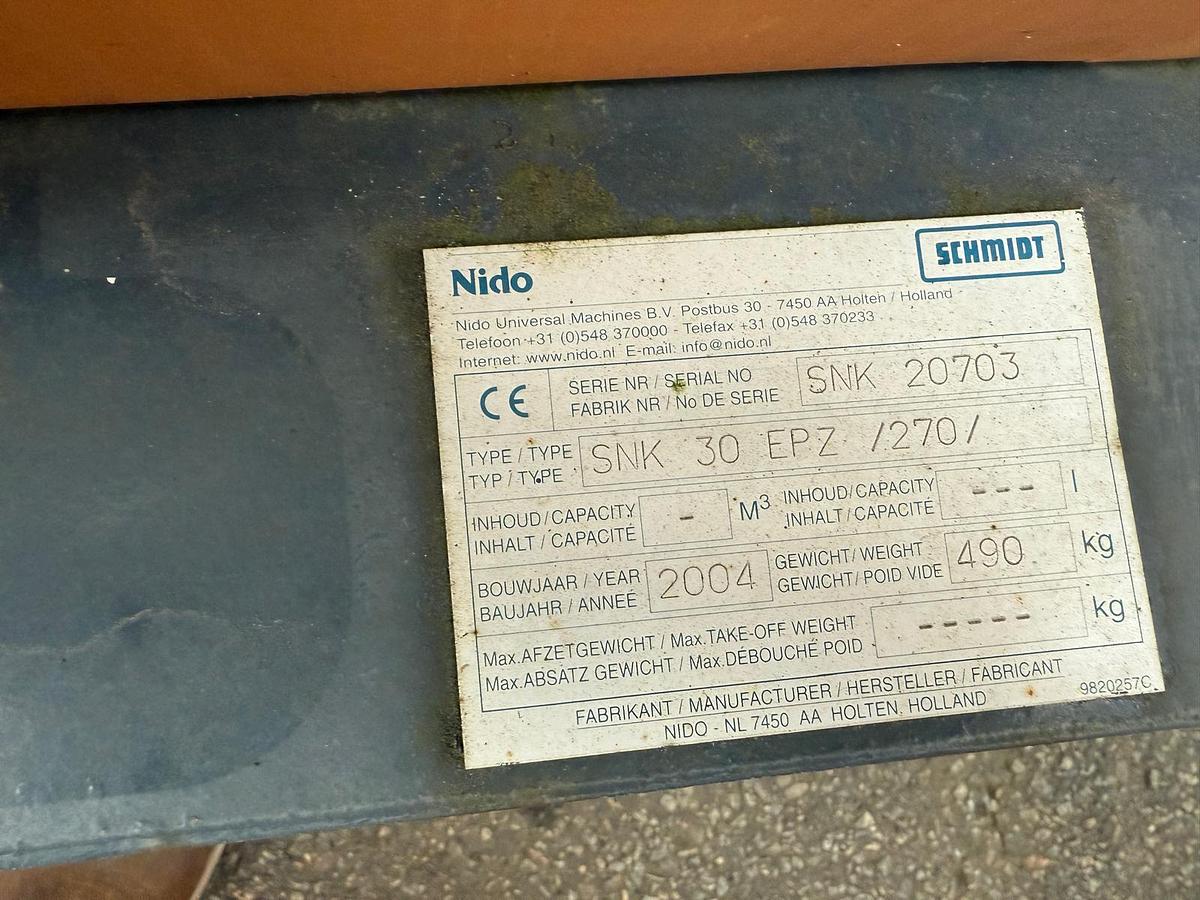 Nido
SCHMIDT
Nido Universal Machines B.V. Postbus 30 - 7450 AA Holten / Holland
Telefoon +31 (0)548 370000 - Telefax +31 (0)548 370233
Internet: www.nido.nl E-mail: info@nido.nl
CE
SERIE NR / SERIAL NO
FABRIK NR / No DE SERIE
SNK 20703
TYPE / TYPE
TYP / TYPE
SNK 30 EPZ /270/
INHOUD / CAPACITY
INHALT / CAPACITÉ
-
M³
INHOUD/CAPACITY
INHALT / CAPACITÉ
---
l
BOUWJAAR / YEAR
BAUJAHR / ANNEÉ
2004
GEWICHT / WEIGHT
GEWICHT / POID VIDE
490
kg
Max.AFZETGEWICHT / Max.TAKE-OFF WEIGHT
Max.ABSATZ GEWICHT / Max.DÉBOUCHÉ POID
-----
kg
FABRIKANT / MANUFACTURER / HERSTELLER / FABRICANT
NIDO - NL 7450 AA HOLTEN, HOLLAND
9820257C